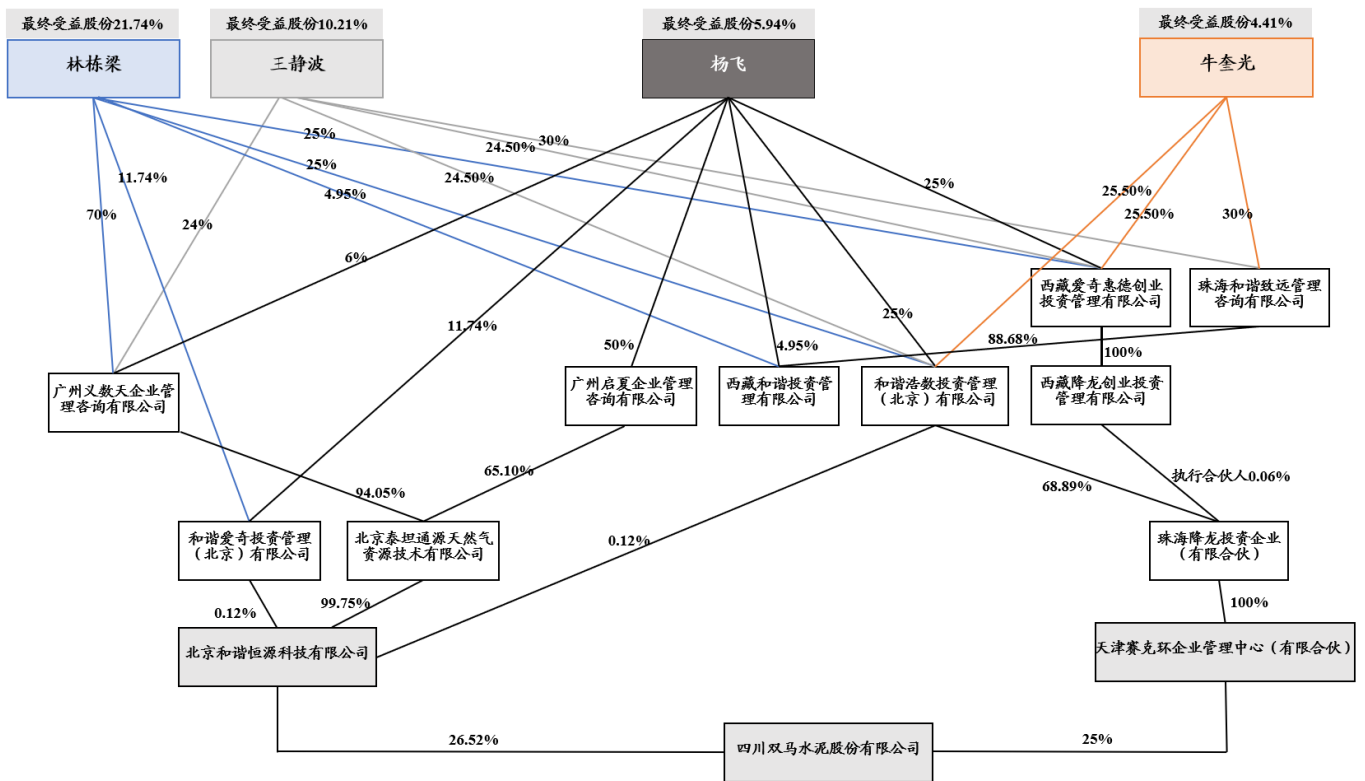 最终受益股份21.74%
最终受益股份10.21%
最终受益股份5.94%
最终受益股份4.41%
林栋梁
王静波
杨飞
牛奎光
25%
24.50%
30%
11.74%
25%
24.50%
25%
4.95%
25.50%
70%
24%
25.50%
30%
6%
西藏爱奇惠德创业
投资管理有限公司
珠海和谐致远管理
咨询有限公司
11.74%
25%
50%
4.95%
88.68%
100%
广州义数天企业管
理咨询有限公司
广州启夏企业管理
咨询有限公司
西藏和谐投资管
理有限公司
和谐浩数投资管理
（北京）有限公司
西藏降龙创业投资
管理有限公司
65.10%
94.05%
68.89%
执行合伙人0.06%
和谐爱奇投资管理
（北京）有限公司
北京泰坦通源天然气
资源技术有限公司
0.12%
珠海降龙投资企业
（有限合伙）
0.12%
99.75%
100%
北京和谐恒源科技有限公司
天津赛克环企业管理中心（有限合伙）
26.52%
四川双马水泥股份有限公司
25%